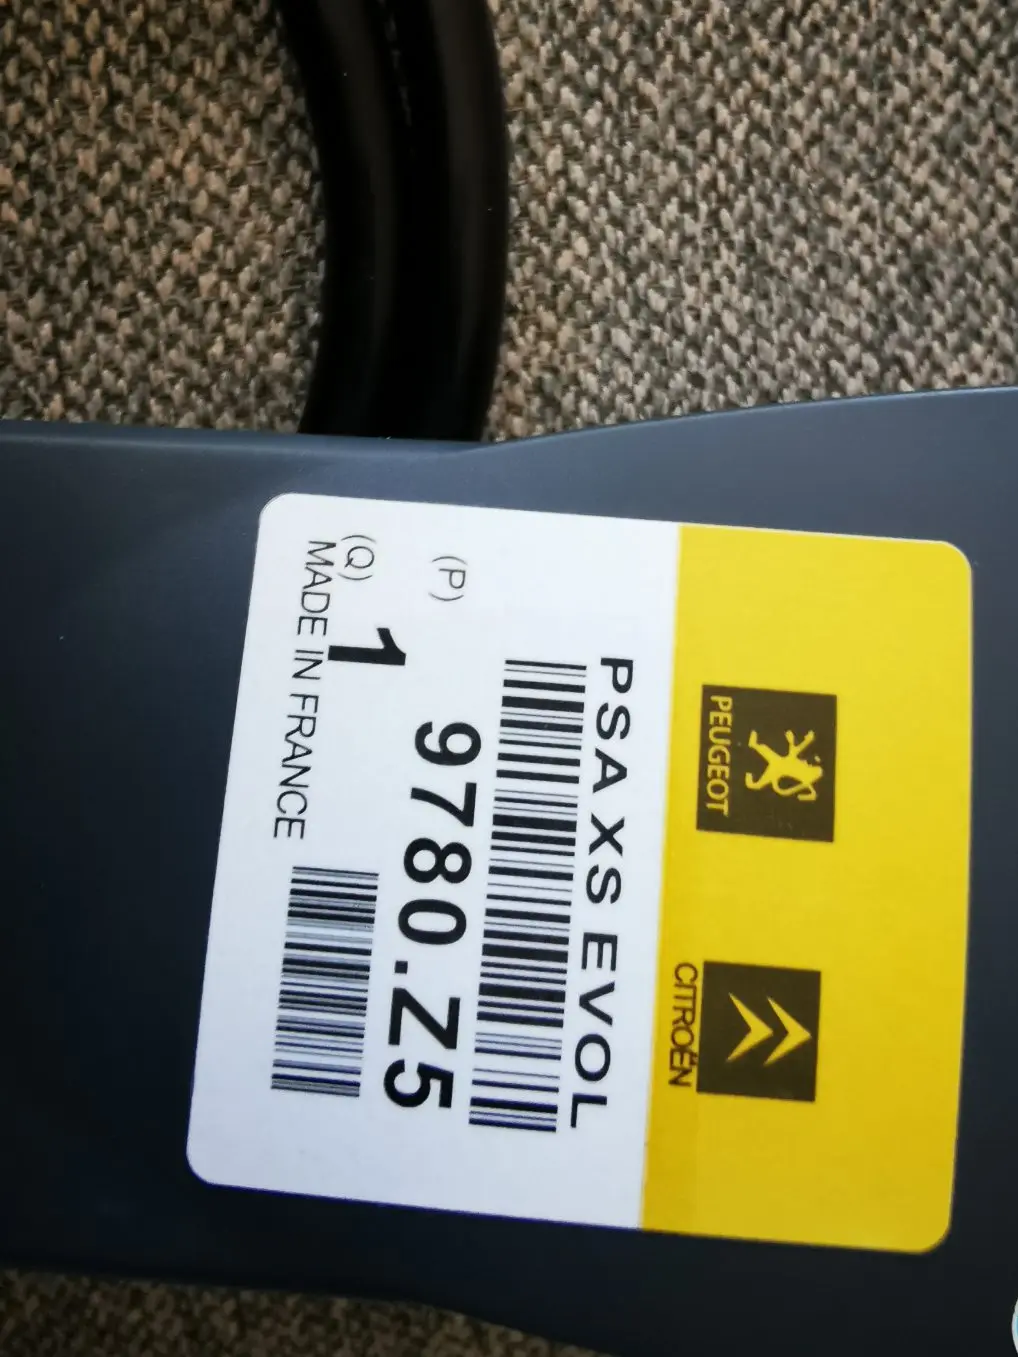 PEUGEOT
CITROËN
PSA XS EVOL
(P)
9780.Z5
(Q)
1
MADE IN FRANCE